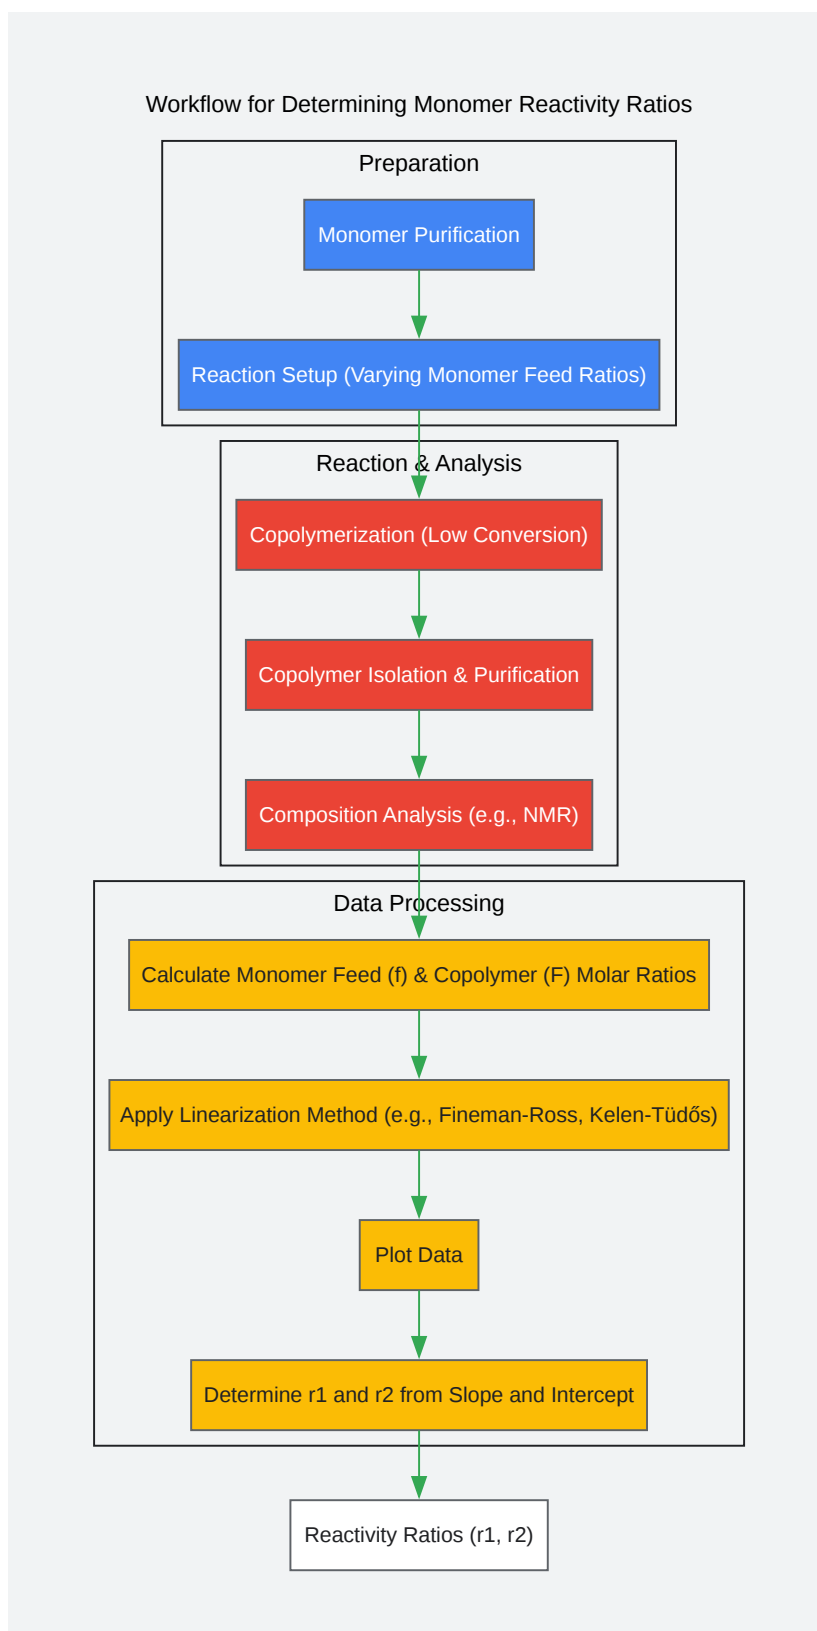 Workflow for Determining Monomer Reactivity Ratios
Preparation
Monomer Purification
Reaction Setup (Varying Monomer Feed Ratios)
Reaction & Analysis
Copolymerization (Low Conversion)
Copolymer Isolation & Purification
Composition Analysis (e.g., NMR)
Data Processing
Calculate Monomer Feed (f) & Copolymer (F) Molar Ratios
Apply Linearization Method (e.g., Fineman-Ross, Kelen-Tüdős)
Plot Data
Determine r1 and r2 from Slope and Intercept
Reactivity Ratios (r1, r2)